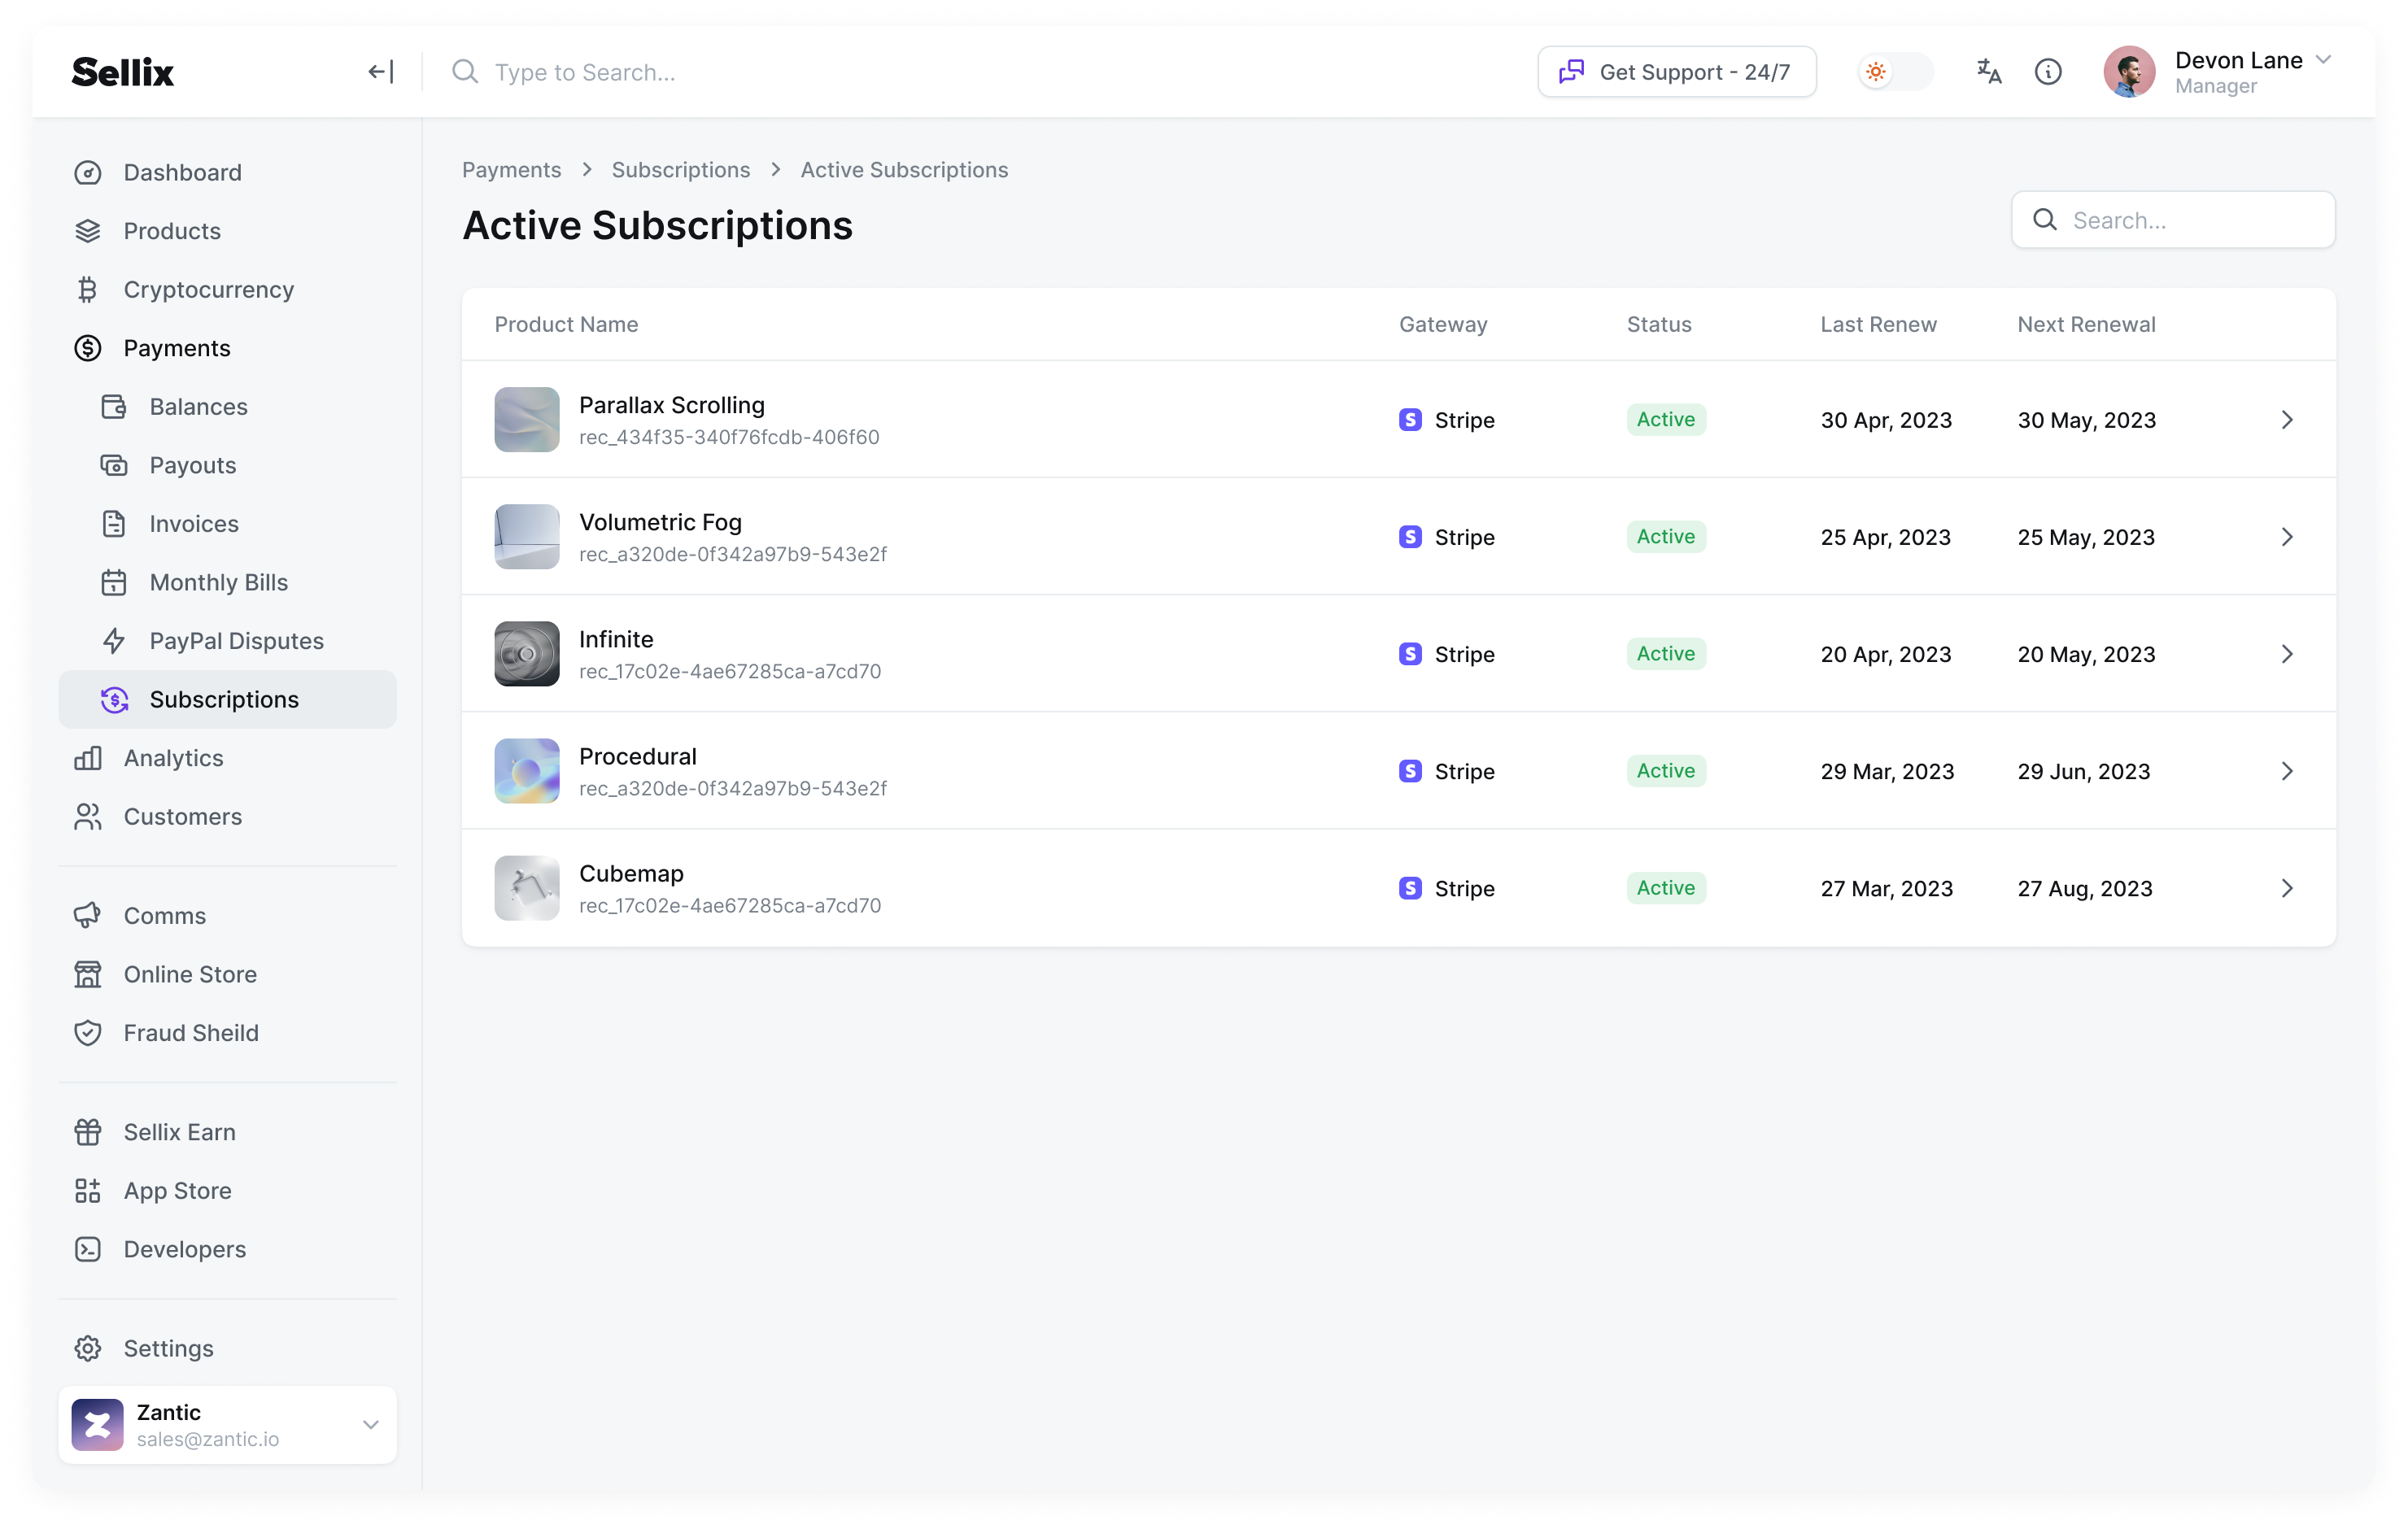 Sellix
Type to Search...
Get Support - 24/7
Devon Lane
Manager
Dashboard
Products
Cryptocurrency
Payments
Balances
Payouts
Invoices
Monthly Bills
PayPal Disputes
Subscriptions
Analytics
Customers
Comms
Online Store
Fraud Sheild
Sellix Earn
App Store
Developers
Settings
Zantic
sales@zantic.io
Payments > Subscriptions > Active Subscriptions
Active Subscriptions
Search...
Product Name Gateway Status Last Renew Next Renewal
Parallax Scrolling
rec_434f35-340f76fcdb-406f60
S Stripe Active 30 Apr, 2023 30 May, 2023
Volumetric Fog
rec_a320de-0f342a97b9-543e2f
S Stripe Active 25 Apr, 2023 25 May, 2023
Infinite
rec_17c02e-4ae67285ca-a7cd70
S Stripe Active 20 Apr, 2023 20 May, 2023
Procedural
rec_a320de-0f342a97b9-543e2f
S Stripe Active 29 Mar, 2023 29 Jun, 2023
Cubemap
rec_17c02e-4ae67285ca-a7cd70
S Stripe Active 27 Mar, 2023 27 Aug, 2023